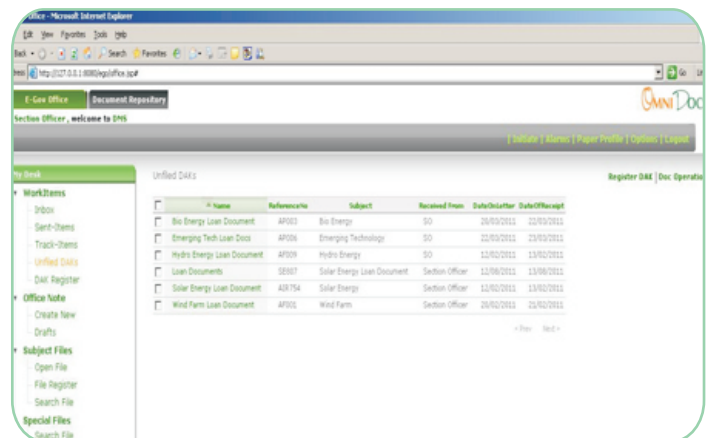 Office - Microsoft Internet Explorer
Edit View Favorites Tools Help
Back Search Favorites
http://127.0.0.1:8080/egov/office.jsp# Go
E-Gov Office Document Repository OMNI Doc
Section Officer, welcome to DMS
[ Initiate | Alarms | Paper Profile | Options | Logout
My Desk
Unfiled DAKs
Register DAK | Doc Operatio
WorkItems
Inbox
Sent-Items
Track-Items
Unfiled DAKs
DAK Register
Office Note
Create New
Drafts
Subject Files
Open File
File Register
Search File
Special Files
Search File
Name ReferenceNo Subject Received From DateOnLetter DateOfReceipt
Bio Energy Loan Document AP003 Bio Energy SO 20/03/2011 22/03/2011
Emerging Tech Loan Docs AP006 Emerging Technology SO 22/03/2011 23/03/2011
Hydro Energy Loan Document AP009 Hydro Energy SO 12/02/2011 13/02/2011
Loan Documents SE007 Solar Energy Loan Document Section Officer 12/08/2011 13/08/2011
Solar Energy Loan Document AIR754 Solar Energy Section Officer 12/02/2011 13/02/2011
Wind Farm Loan Document AP001 Wind Farm Section Officer 20/02/2011 21/02/2011
< Prev Next >